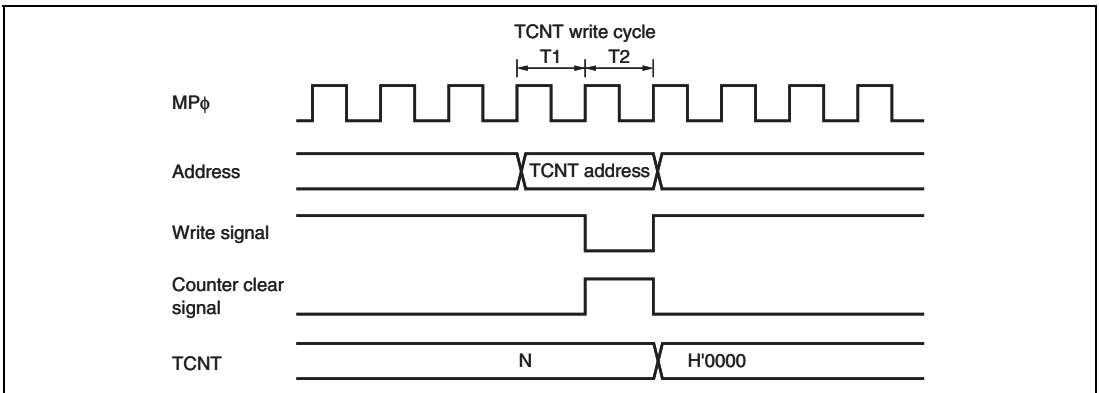 TCNT write cycle
T1 T2
MPϕ
Address TCNT address
Write signal
Counter clear
signal
TCNT N H'0000